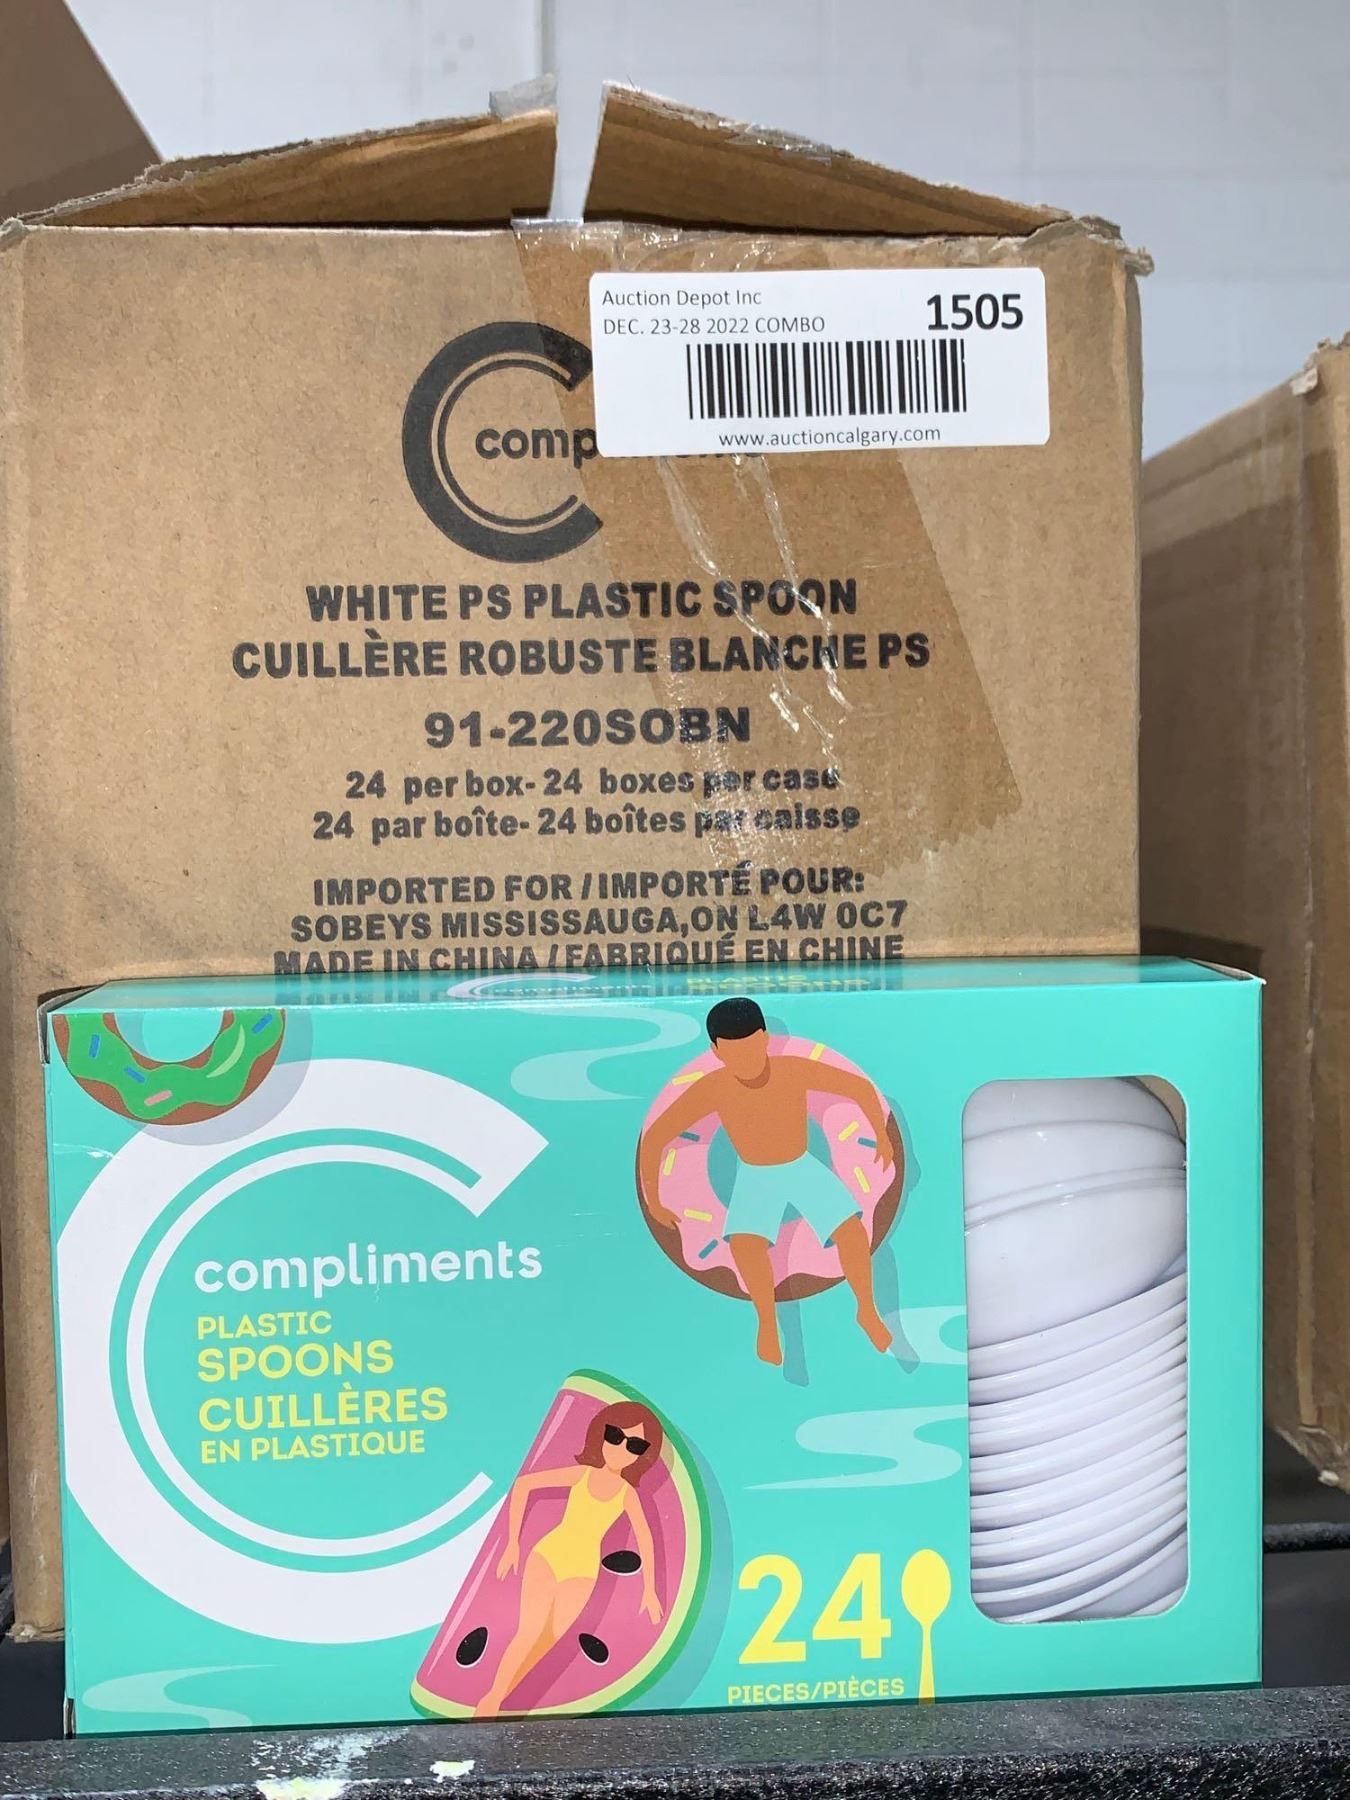 Auction Depot Inc
1505
DEC. 23-28 2022 COMBO
www.auctioncalgary.com
comp
WHITE PS PLASTIC SPOON
CUILLÈRE ROBUSTE BLANCHE PS
91-220SOBN
24 per box- 24 boxes per case
24 par boîte- 24 boîtes par caisse
IMPORTED FOR / IMPORTÉ POUR:
SOBEYS MISSISSAUGA,ON L4W 0C7
MADE IN CHINA / FABRIQUÉ EN CHINE
compliments
PLASTIC
compliments
PLASTIC
SPOONS
CUILLÈRES
EN PLASTIQUE
24
PIECES/PIÈCES